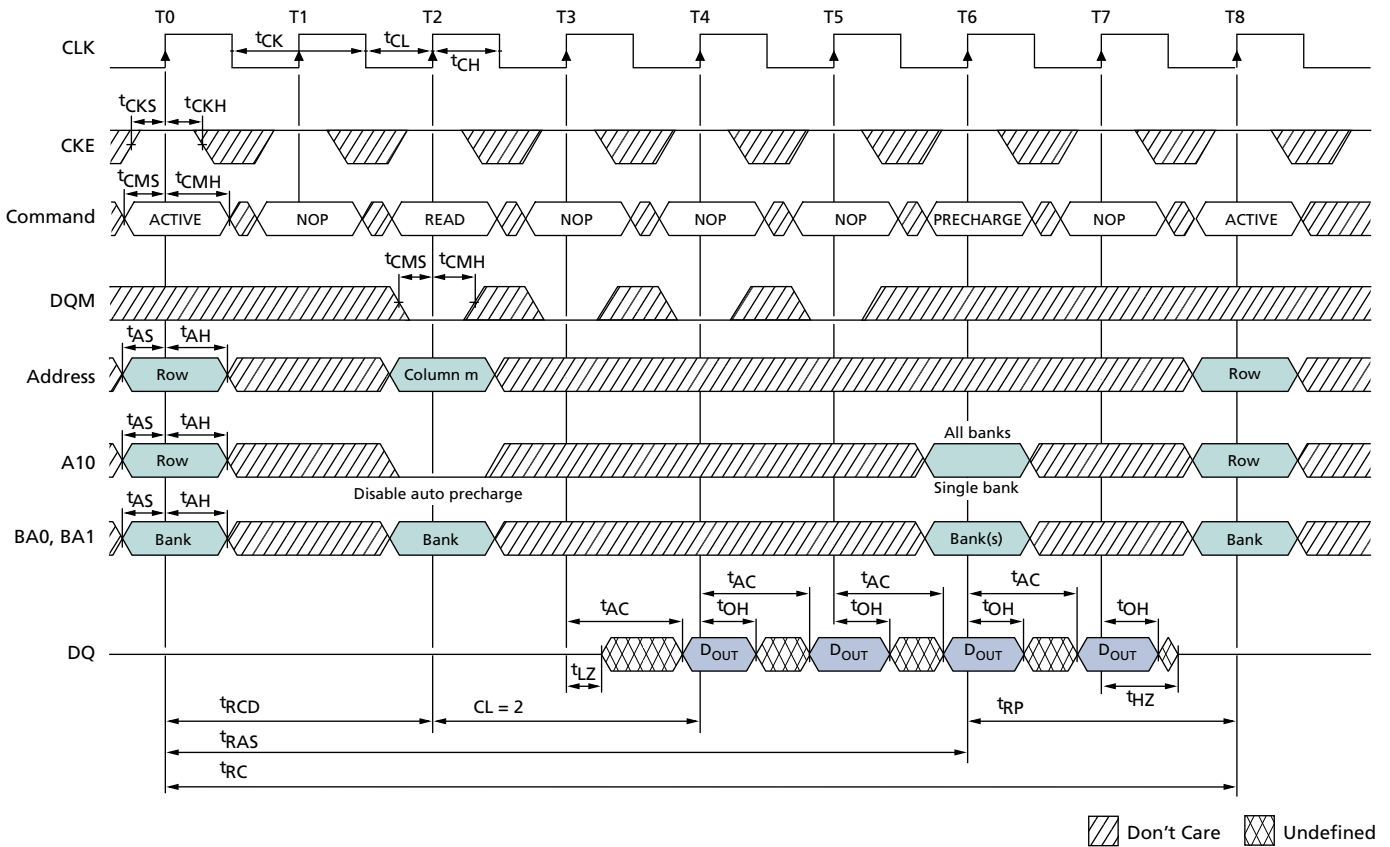 T0 T1 T2 T3 T4 T5 T6 T7 T8
CLK
tCK tCL
tCH
tCKS tCKH
CKE
tCMS tCMH
Command ACTIVE NOP READ NOP NOP NOP PRECHARGE NOP ACTIVE
tCMS tCMH
DQM
tAS tAH
Address Row Column m Row
tAS tAH
All banks
A10 Row Row
Disable auto precharge
Single bank
tAS tAH
BA0, BA1 Bank Bank Bank(s) Bank
tAC tAC tAC tAC
tOH tOH tOH tOH
DQ DOUT DOUT DOUT DOUT
tLZ
tHZ
tRCD CL = 2 tRP
tRAS
tRC
Don't Care Undefined